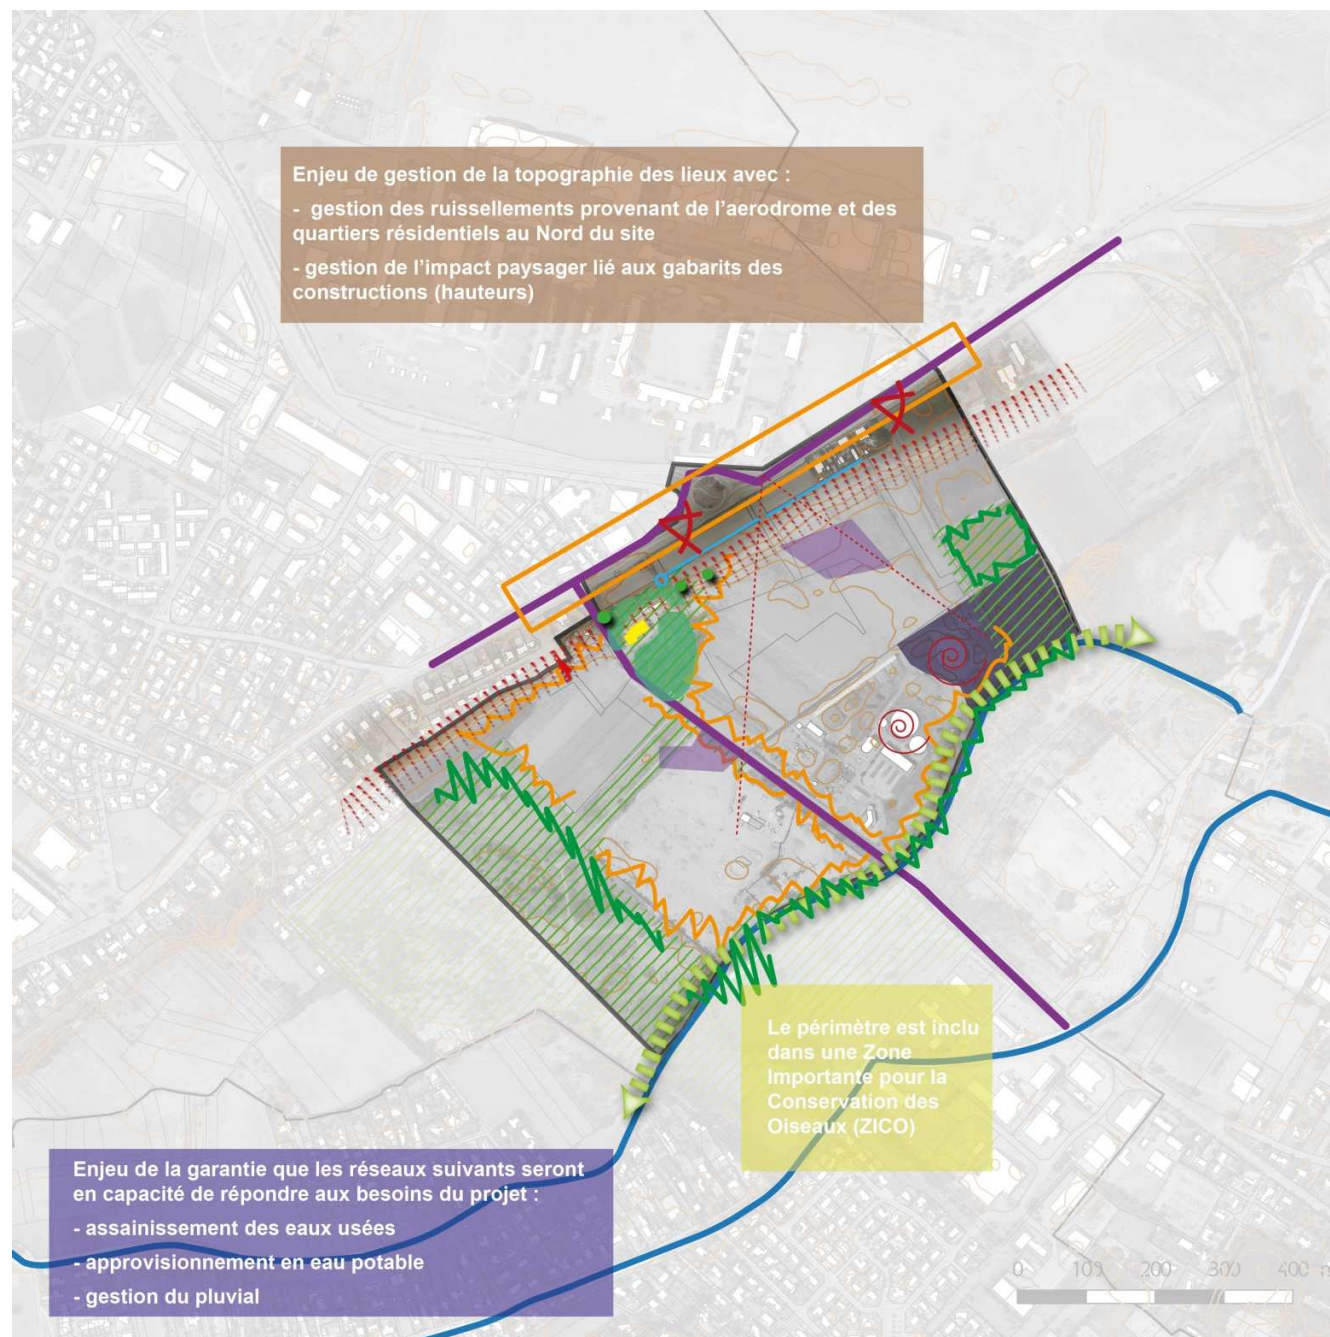 Enjeu de gestion de la topographie des lieux avec :
- gestion des ruissellements provenant de l'aerodrome et des
quartiers résidentiels au Nord du site
- gestion de l'impact paysager lié aux gabarits des
constructions (hauteurs)
Le périmètre est inclu
dans une Zone
Importante pour la
Conservation des
Oiseaux (ZICO)
Enjeu de la garantie que les réseaux suivants seront
en capacité de répondre aux besoins du projet :
- assainissement des eaux usées
- approvisionnement en eau potable
- gestion du pluvial
0 100 200 300 400 m